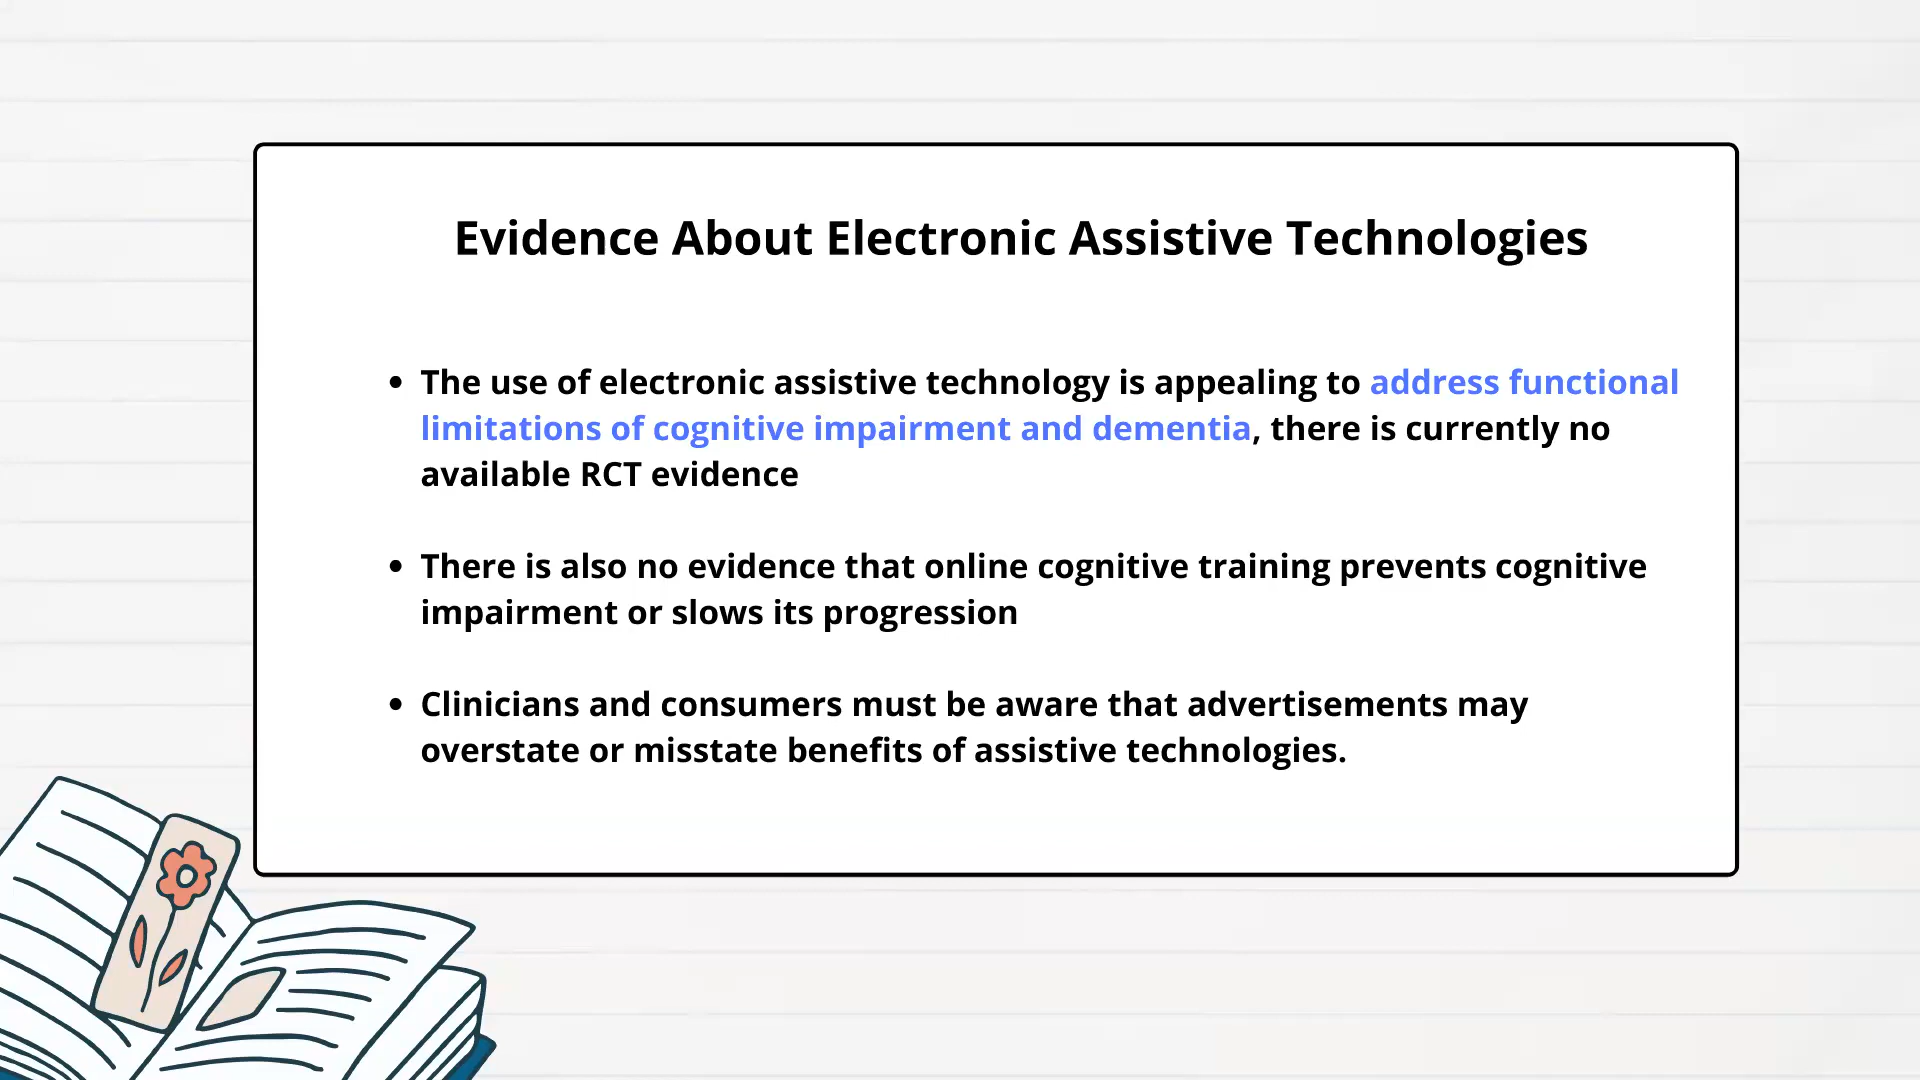 Evidence About Electronic Assistive Technologies
• The use of electronic assistive technology is appealing to address functional
limitations of cognitive impairment and dementia, there is currently no
available RCT evidence
• There is also no evidence that online cognitive training prevents cognitive
impairment or slows its progression
• Clinicians and consumers must be aware that advertisements may
overstate or misstate benefits of assistive technologies.